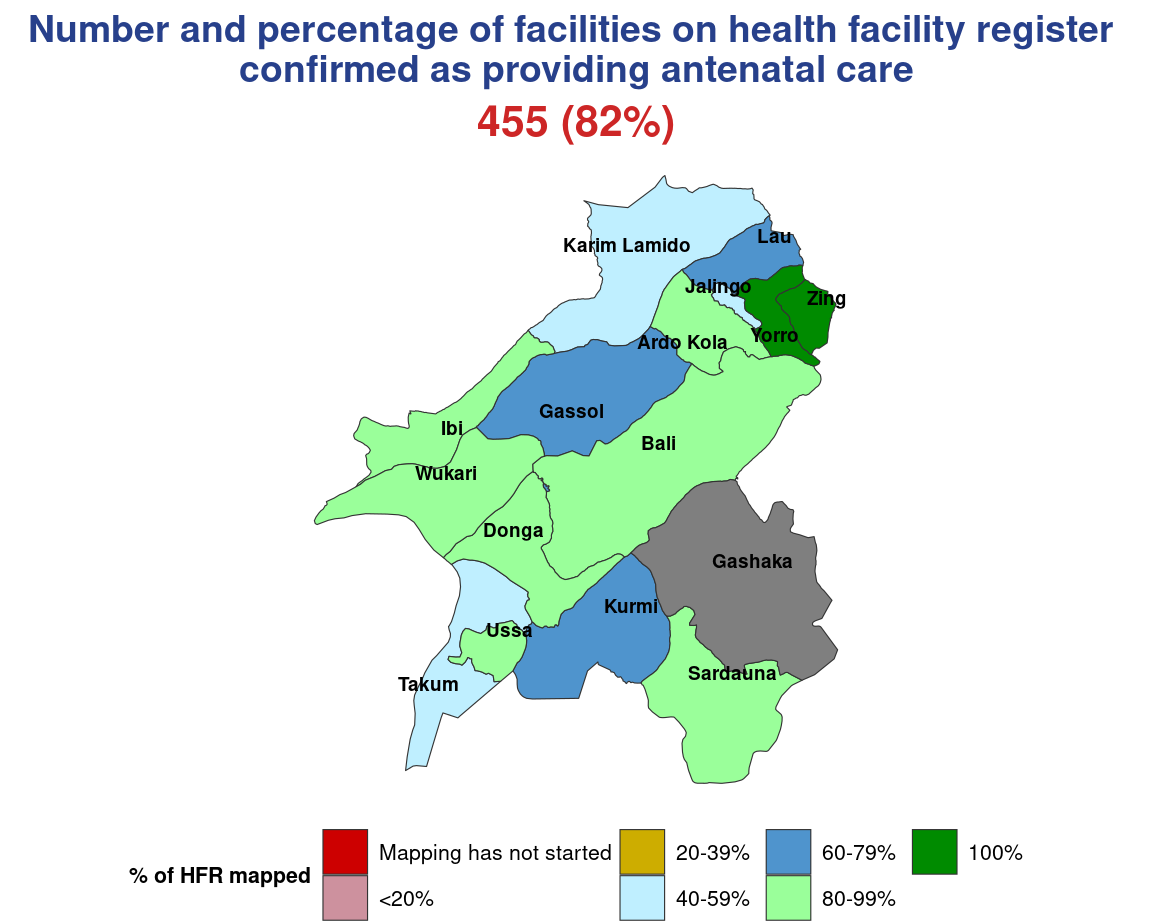 Number and percentage of facilities on health facility register
confirmed as providing antenatal care
455 (82%)
Karim Lamido
Lau
Jalingo
Zing
Yorro
Ardo Kola
Gassol
Ibi
Bali
Wukari
Donga
Gashaka
Kurmi
Ussa
Sardauna
Takum
% of HFR mapped
Mapping has not started
<20%
20-39%
40-59%
60-79%
80-99%
100%